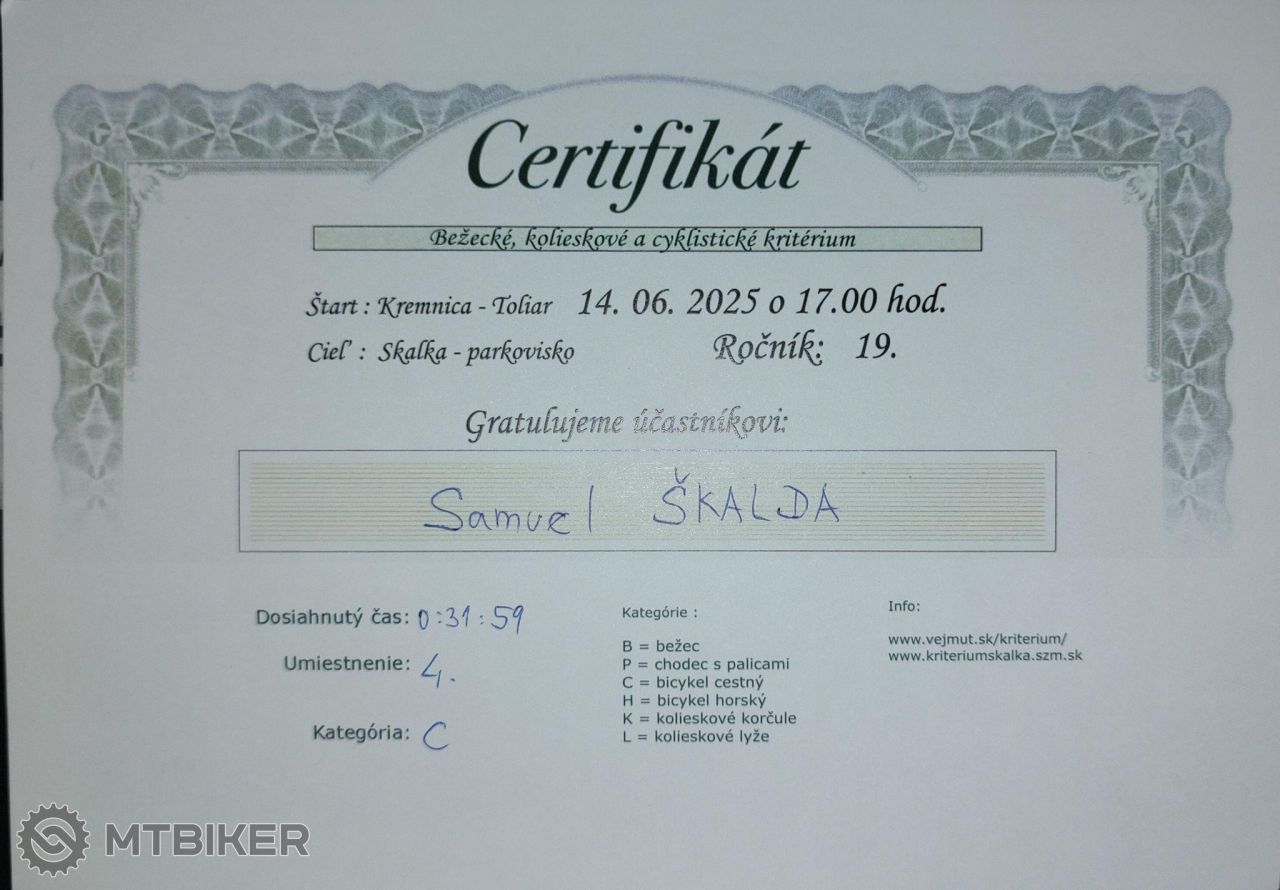 Certifikát
Bežecké, kolieskové a cyklistické kritérium
Štart : Kremnica - Toliar 14. 06. 2025 o 17.00 hod.
Cieľ : Skalka - parkovisko Ročník: 19.
Gratulujeme účastníkovi:
Samuel ŠKALDA
Dosiahnutý čas: 0:31:59
Umiestnenie: 4.
Kategória: C
Kategórie :
B = bežec
P = chodec s palicami
C = bicykel cestný
H = bicykel horský
K = kolieskové korčule
L = kolieskové lyže
Info:
www.vejmut.sk/kriterium/
www.kriteriumskalka.szm.sk
MTBIKER